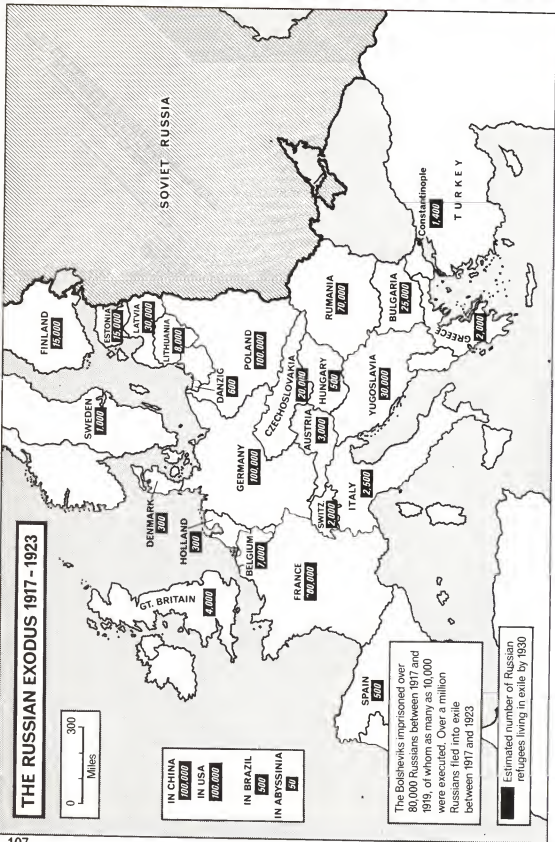 THE RUSSIAN EXODUS 1917-1923
0 300
Miles
IN CHINA
100,000
IN USA
100,000
IN BRAZIL
500
IN ABYSSINIA
50
The Bolsheviks imprisoned over
80,000 Russians between 1917 and
1919, of whom as many as 10,000
were executed. Over a million
Russians fled into exile
between 1917 and 1923
Estimated number of Russian
refugees living in exile by 1930
FINLAND
15,000
SWEDEN
1,000
ESTONIA
15,000
LATVIA
30,000
LITHUANIA
DENMARK
300
HOLLAND
300
GT. BRITAIN
4,000
BELGIUM
7,000
GERMANY
100,000
DANZIG
600
POLAND
100,000
SOVIET RUSSIA
CZECHOSLOVAKIA
20,000
AUSTRIA
3,000
HUNGARY
500
RUMANIA
70,000
FRANCE
SWITZ
2,000
ITALY
2,500
YUGOSLAVIA
30,000
BULGARIA
25,000
Constantinople
1,400
TURKEY
GREECE
2,000
SPAIN
500
107